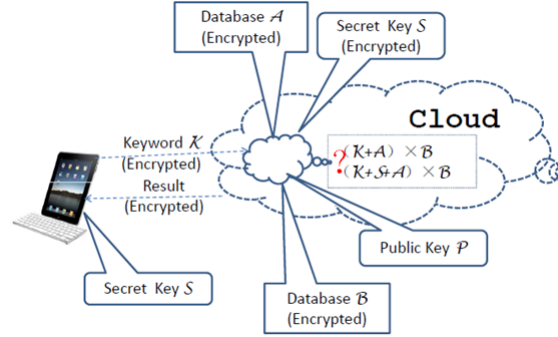 Database A
(Encrypted)
Secret Key S
(Encrypted)
Cloud
Keyword K
(Encrypted)
Result
(Encrypted)
?(K+A) ×B
(K+S+A) ×B
Public Key P
Secret Key S
Database B
(Encrypted)